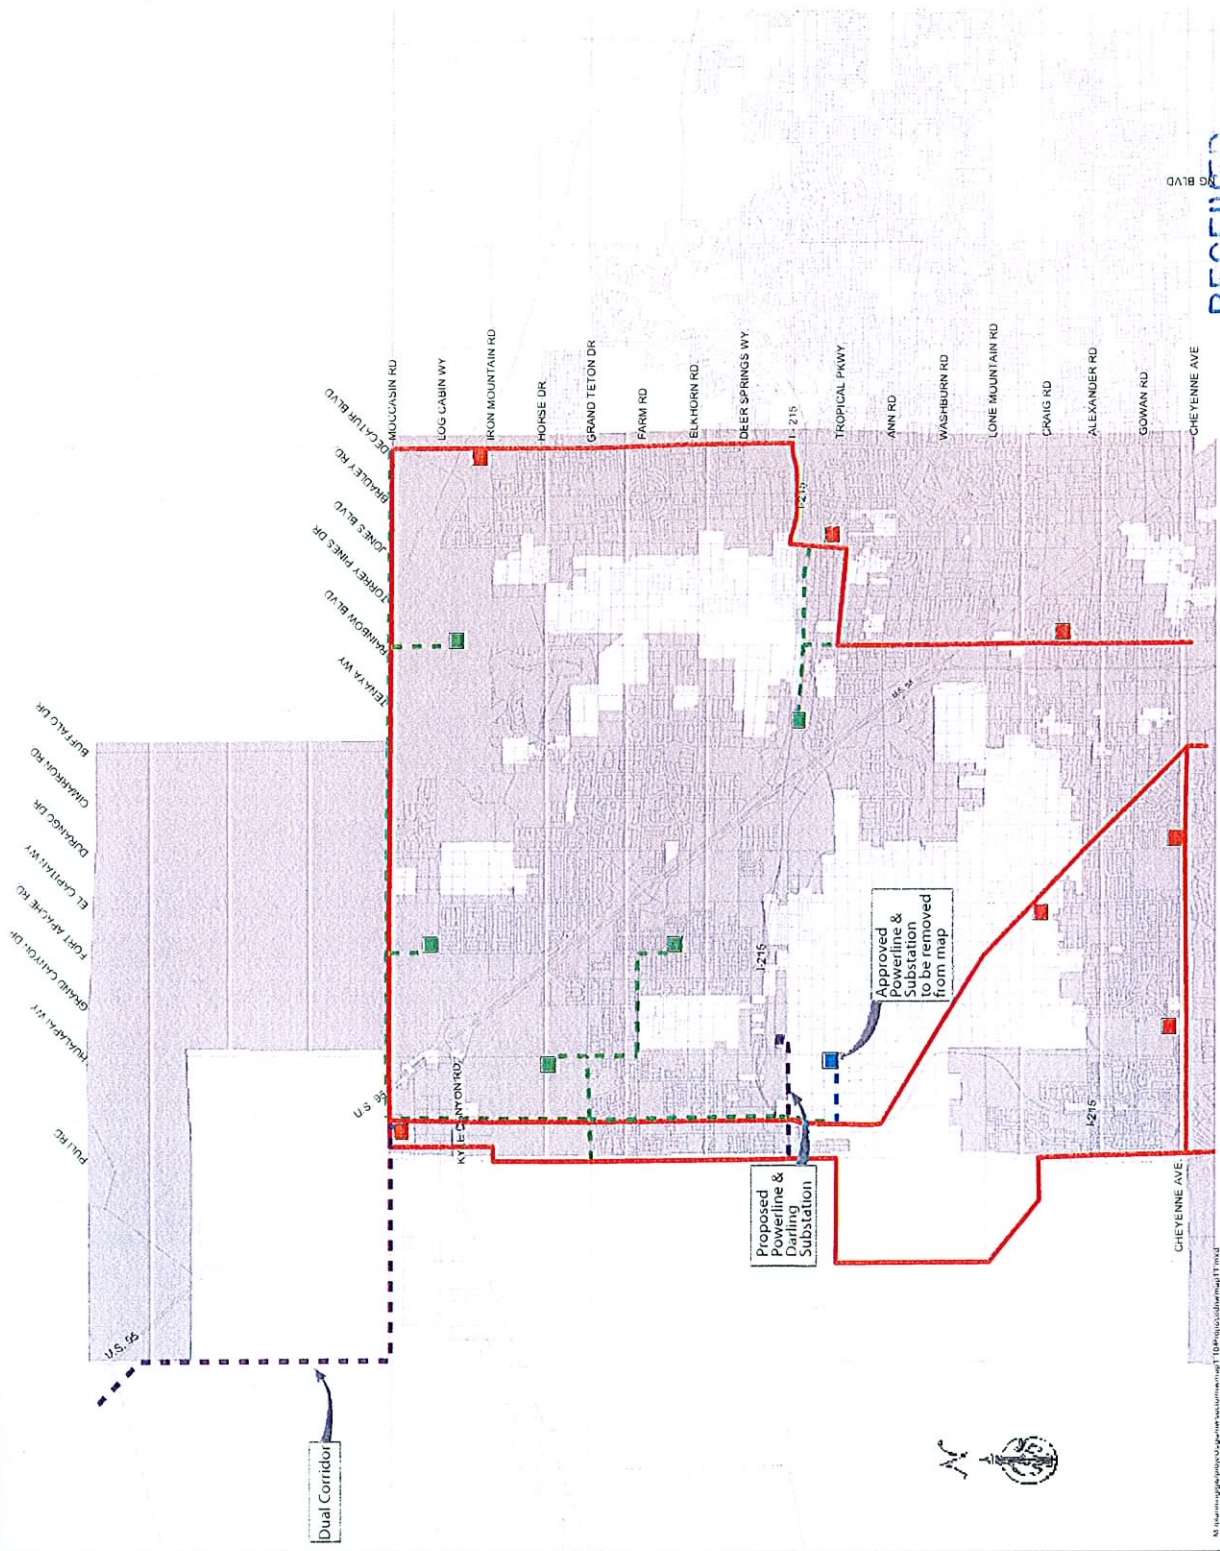 BUFFALO DR
CIMARRON RD
DURANGO DR
EL CAPITAN WY
FORT APACHE RD
GRAND CANYON DR
HUALAPAI WY
PULI RD
U.S. 95
DECATUR BLVD
BRADLEY RD
JONES BLVD
TORREY PINES DR
RAINBOW BLVD
TENAYA WY
U.S. 95
MOCCASIN RD
LOG CABIN WY
IRON MOUNTAIN RD
HORSE DR
GRAND TETON DR
FARM RD
ELKHORN RD
DEER SPRINGS WY
I-215
TROPICAL PKWY
ANN RD
WASHBURN RD
LONE MOUNTAIN RD
CRAIG RD
ALEXANDER RD
GOWAN RD
CHEYENNE AVE
NG BLVD
KYLE CANYON RD
I-215
U.S. 95
I-215
I-215
CHEYENNE AVE
Dual Corridor
Proposed
Powerline &
Darling
Substation
Approved
Powerline &
Substation
to be removed
from map
N